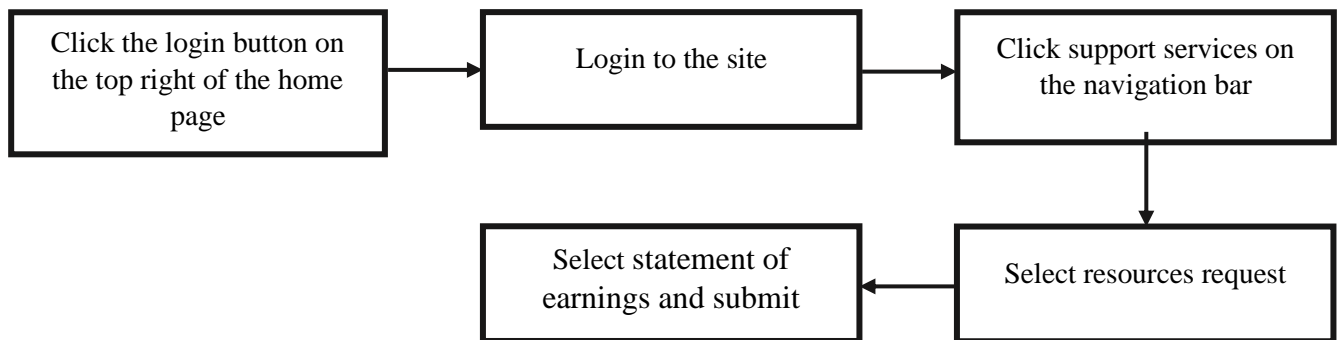 Click the login button on
the top right of the home
page
Login to the site
Click support services on
the navigation bar
Select resources request
Select statement of
earnings and submit